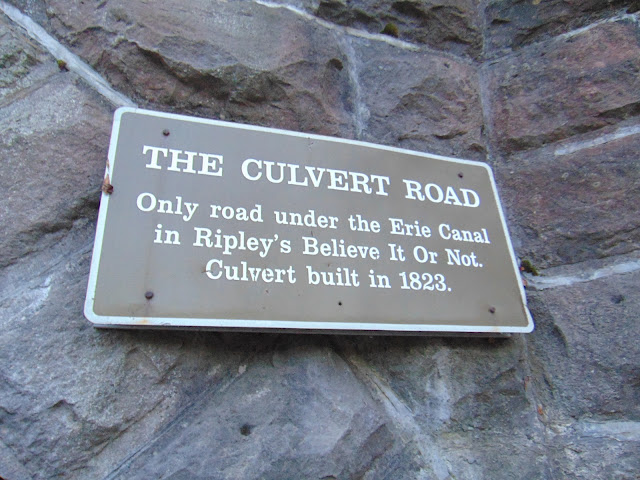 THE CULVERT ROAD
Only road under the Erie Canal
in Ripley's Believe It Or Not.
Culvert built in 1823.